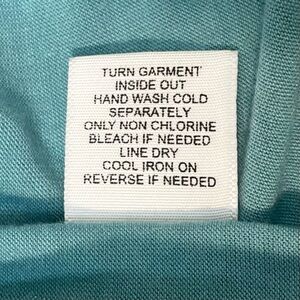 TURN GARMENT
INSIDE OUT
HAND WASH COLD
SEPARATELY
ONLY NON CHLORINE
BLEACH IF NEEDED
LINE DRY
COOL IRON ON
REVERSE IF NEEDED